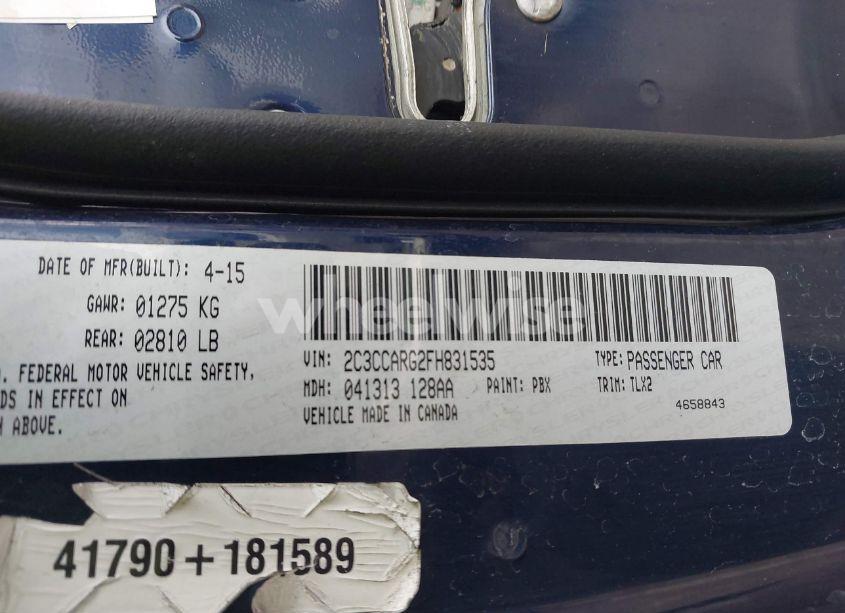 DATE OF MFR(BUILT): 4-15
GAWR: 01275 KG
REAR: 02810 LB
. FEDERAL MOTOR VEHICLE SAFETY,
DS IN EFFECT ON
ABOVE.
wheelwise
VIN: 2C3CCARG2FH831535 TYPE: PASSENGER CAR
MDH: 041313 128AA PAINT: PBX TRIM: TLX2
VEHICLE MADE IN CANADA 4658843
41790+181589